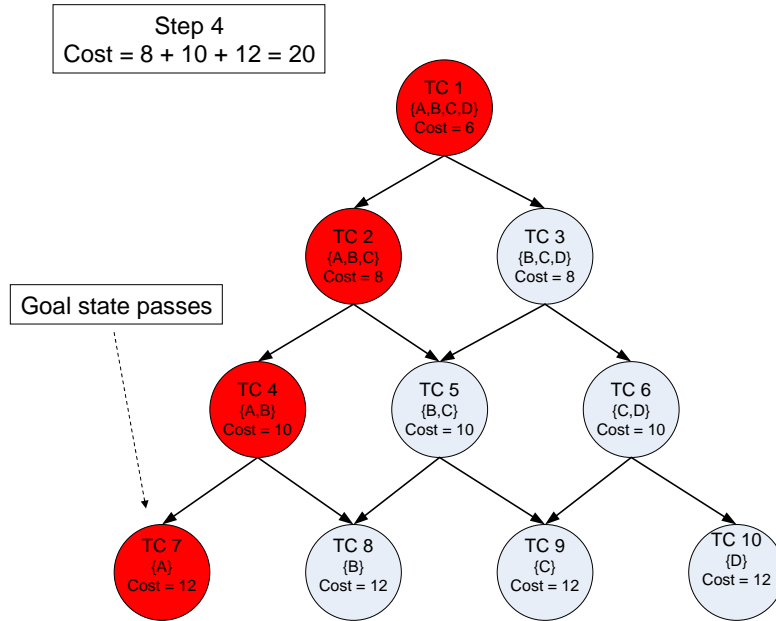 Step 4
Cost = 8 + 10 + 12 = 20
TC 1
{A,B,C,D}
Cost = 6
TC 2
{A,B,C}
Cost = 8
TC 3
{B,C,D}
Cost = 8
Goal state passes
TC 4
{A,B}
Cost = 10
TC 5
{B,C}
Cost = 10
TC 6
{C,D}
Cost = 10
TC 7
{A}
Cost = 12
TC 8
{B}
Cost = 12
TC 9
{C}
Cost = 12
TC 10
{D}
Cost = 12